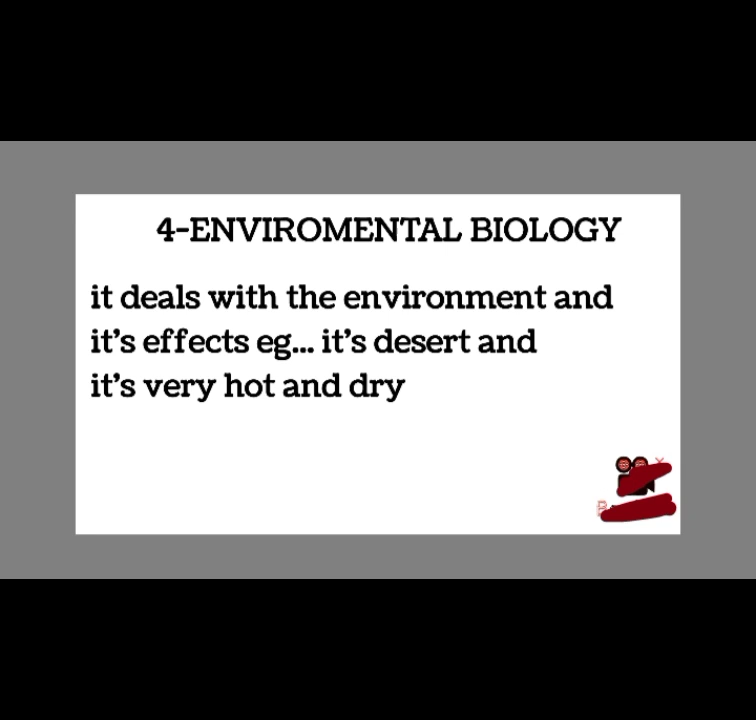 4-ENVIROMENTAL BIOLOGY
it deals with the environment and
it's effects eg... it's desert and
it's very hot and dry